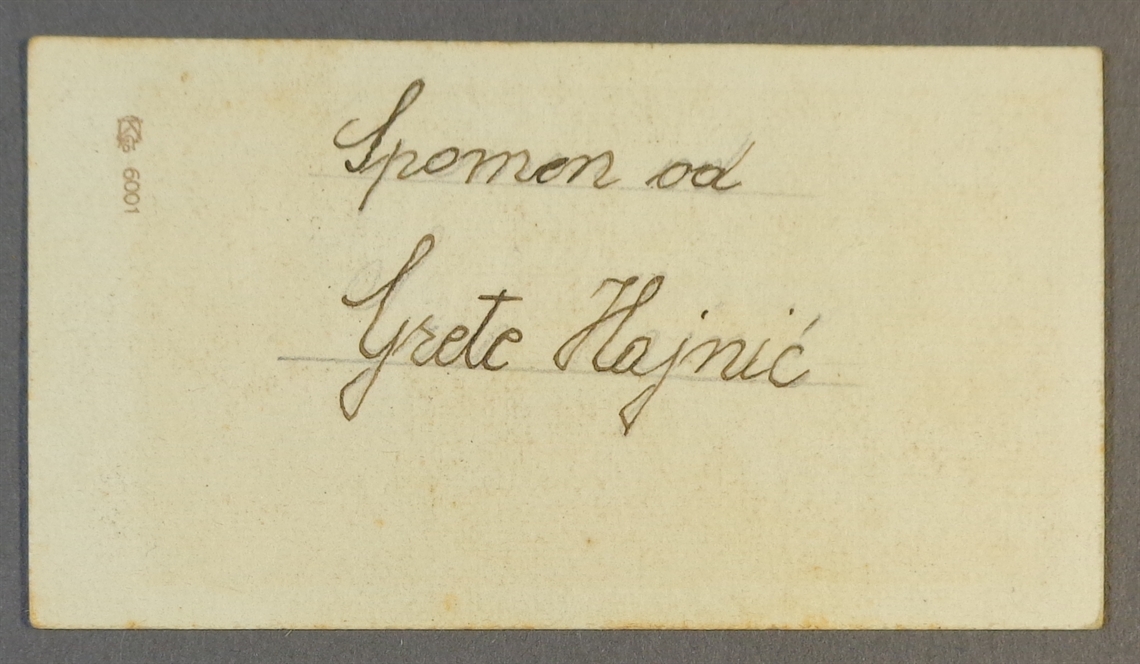 Spomen od
Grete Hajnić
6001